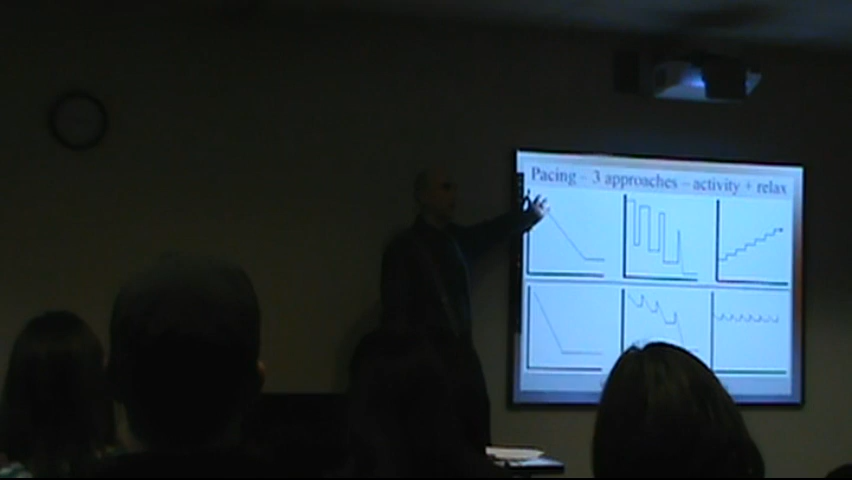 Pacing – 3 approaches – activity + relax